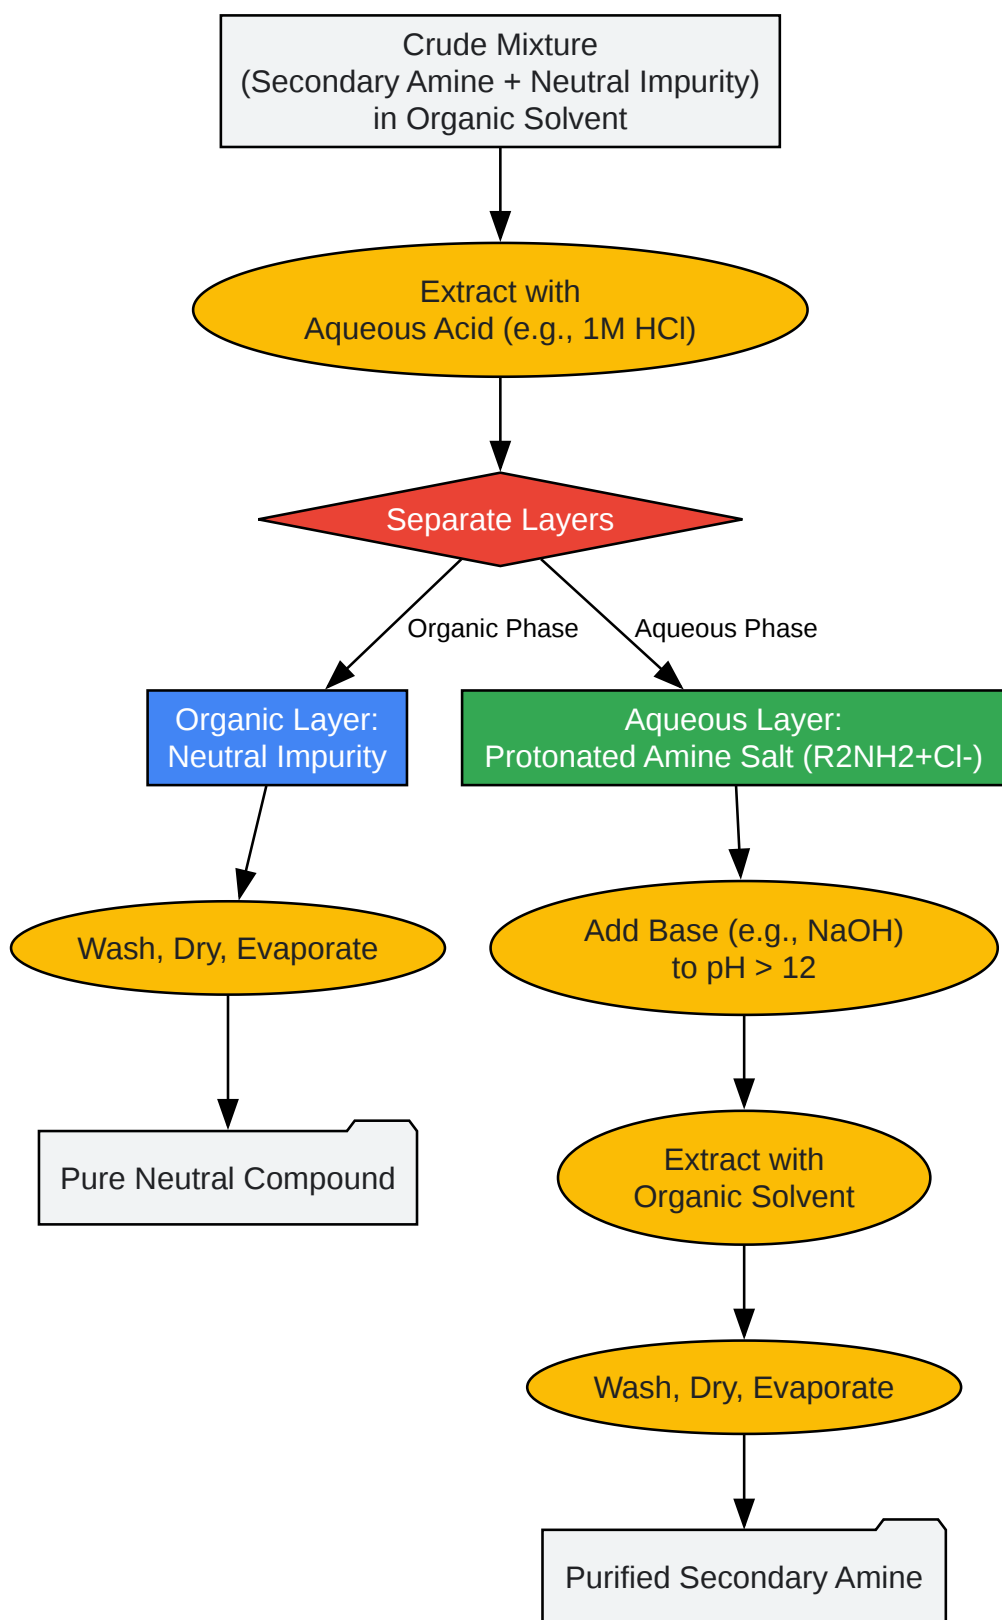 Crude Mixture
(Secondary Amine + Neutral Impurity)
in Organic Solvent
Extract with
Aqueous Acid (e.g., 1M HCl)
Separate Layers
Organic Phase
Aqueous Phase
Organic Layer:
Neutral Impurity
Aqueous Layer:
Protonated Amine Salt (R2NH2+Cl-)
Wash, Dry, Evaporate
Add Base (e.g., NaOH)
to pH > 12
Pure Neutral Compound
Extract with
Organic Solvent
Wash, Dry, Evaporate
Purified Secondary Amine